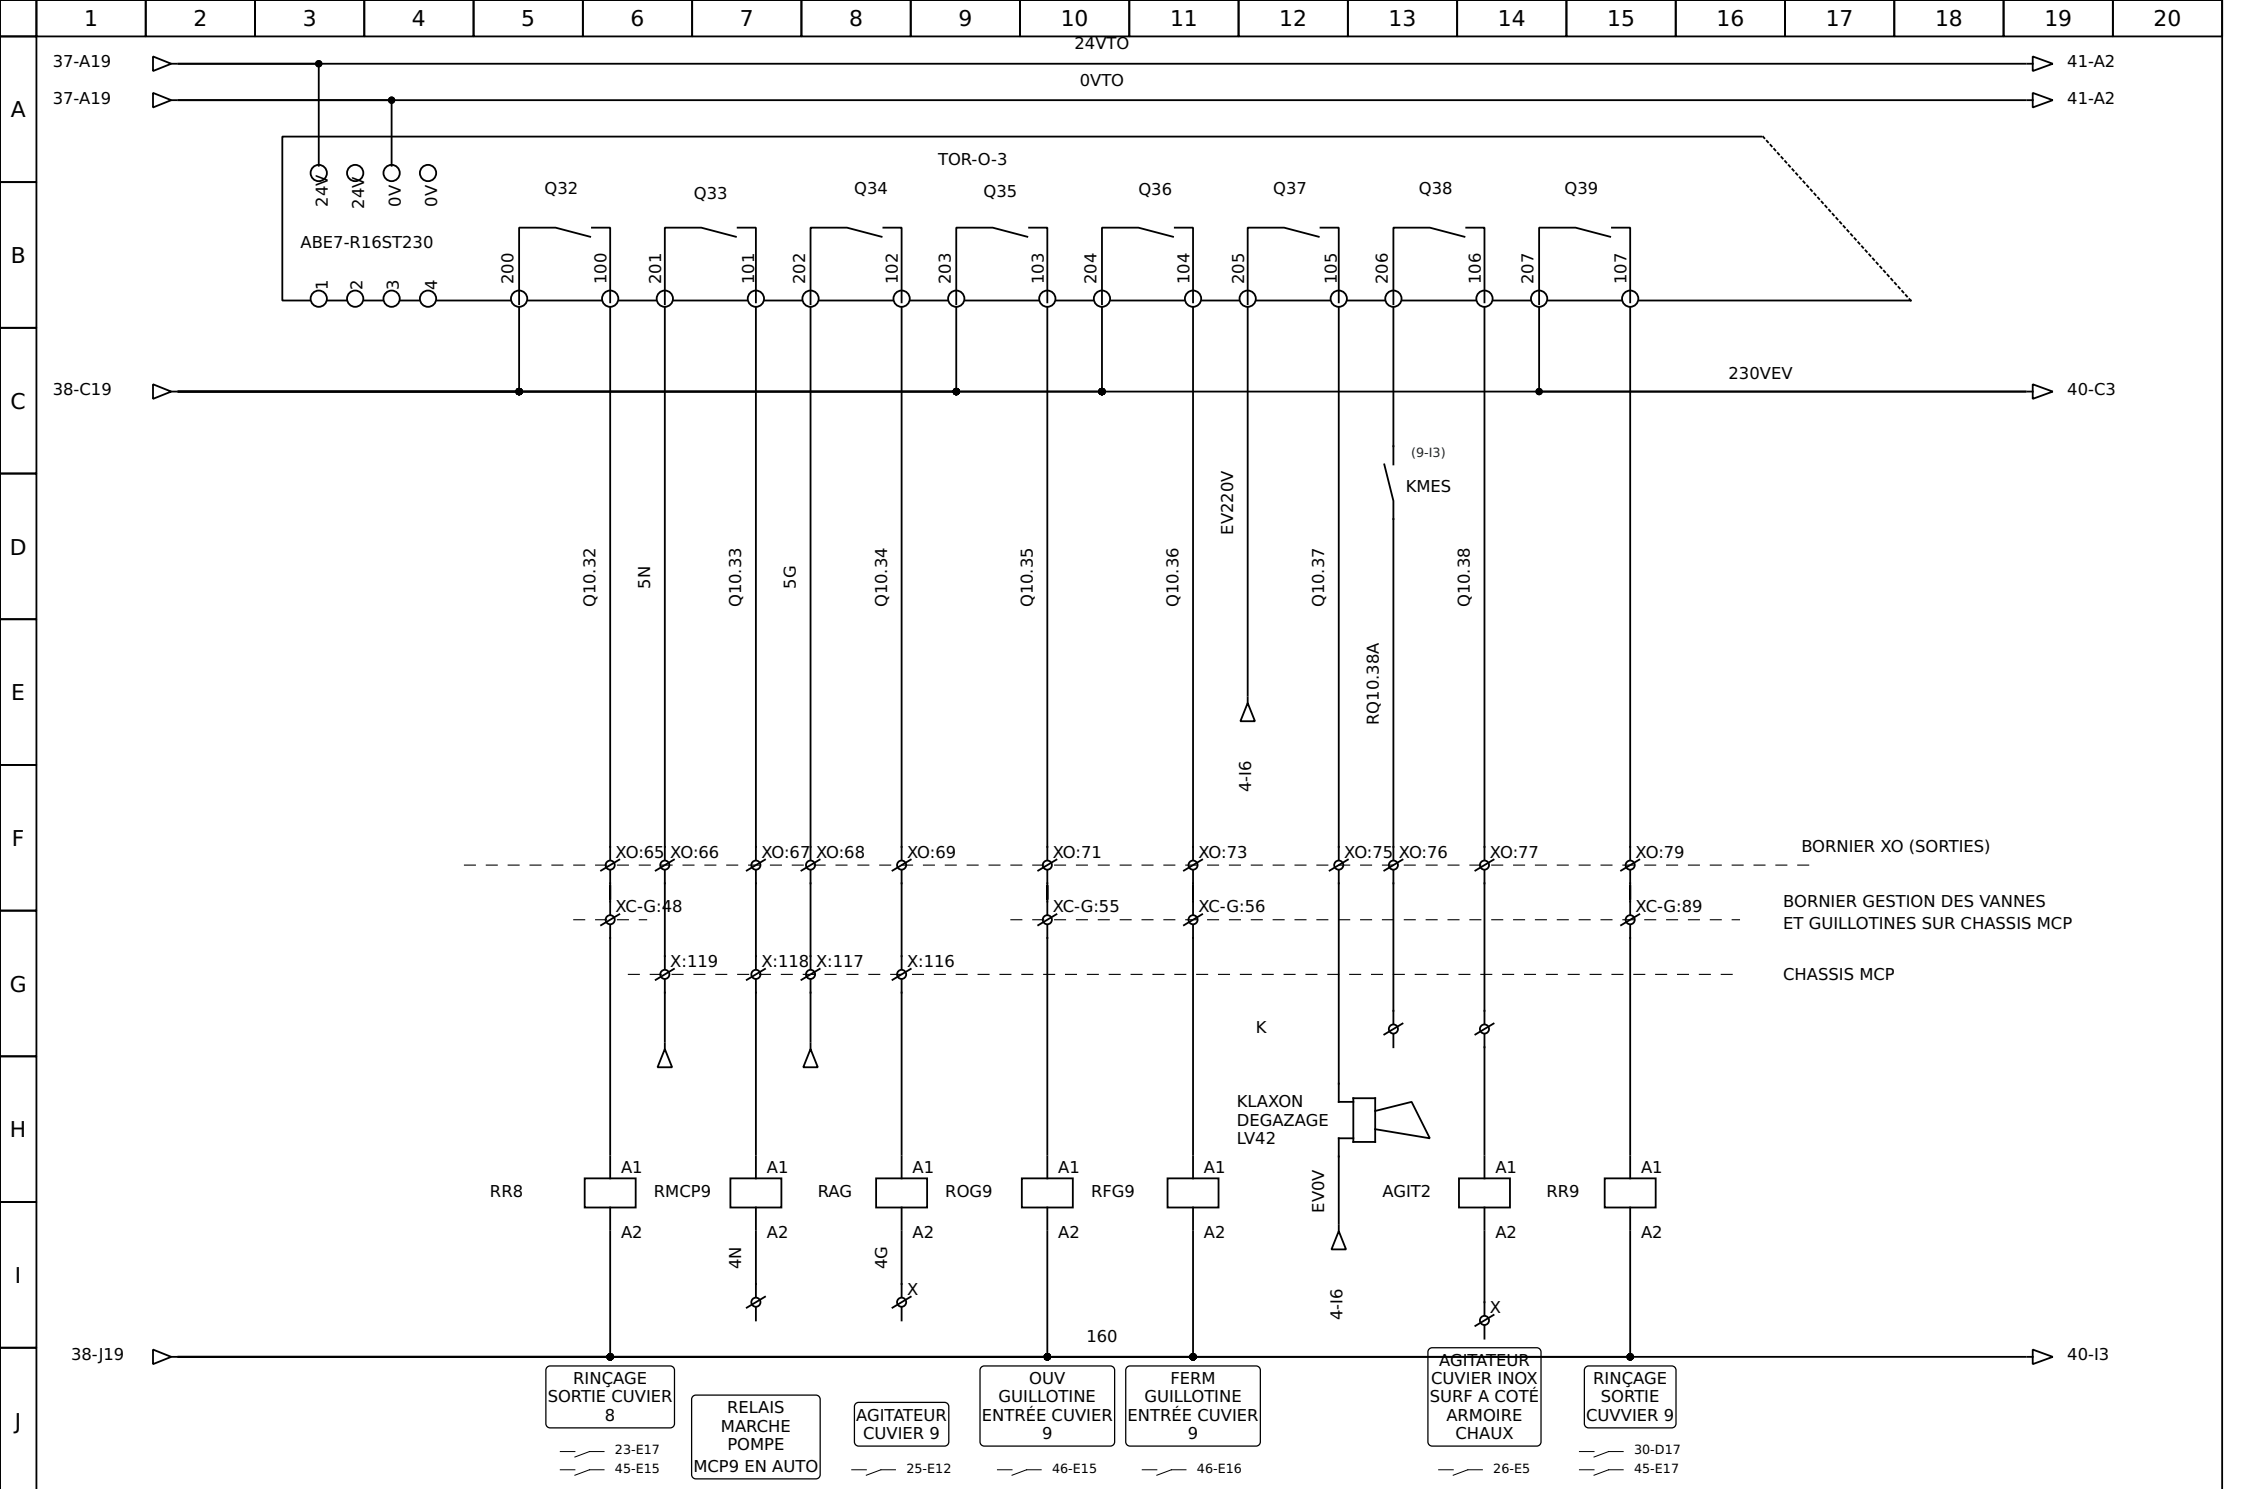 1 2 3 4 5 6 7 8 9 10 11 12 13 14 15 16 17 18 19 20
24VTO
37-A19 41-A2
0VTO
37-A19 41-A2
A
TOR-O-3
24V 24V 0V 0V
Q32 Q33 Q34 Q35 Q36 Q37 Q38 Q39
ABE7-R16ST230
B
1 2 3 4
200 100 201 101 202 102 203 103 204 104 205 105 206 106 207 107
230VEV
38-C19 40-C3
C
(9-I3)
KMES
EV220V
D
Q10.32 5N Q10.33 5G Q10.34 Q10.35 Q10.36 Q10.37 Q10.38
RQ10.38A
E
4-I6
F
XO:65 XO:66 XO:67 XO:68 XO:69 XO:71 XO:73 XO:75 XO:76 XO:77 XO:79
BORNIER XO (SORTIES)
XC-G:48 XC-G:55 XC-G:56 XC-G:89
BORNIER GESTION DES VANNES
ET GUILLOTINES SUR CHASSIS MCP
X:119 X:118 X:117 X:116
CHASSIS MCP
G
K
KLAXON
DEGAZAGE
LV42
H
A1 A1 A1 A1 A1 A1 A1
RR8 RMCP9 RAG ROG9 RFG9 EV0V AGIT2 RR9
A2 A2 A2 A2 A2 A2 A2
4N 4G
I
X
4-I6
X
160
38-J19 40-I3
J
RINÇAGE
SORTIE CUVIER
8
23-E17
45-E15
RELAIS
MARCHE
POMPE
MCP9 EN AUTO
AGITATEUR
CUVIER 9
25-E12
OUV
GUILLOTINE
ENTRÉE CUVIER
9
46-E15
FERM
GUILLOTINE
ENTRÉE CUVIER
9
46-E16
AGITATEUR
CUVIER INOX
SURF A COTÉ
ARMOIRE
CHAUX
26-E5
RINÇAGE
SORTIE
CUVVIER 9
30-D17
45-E17